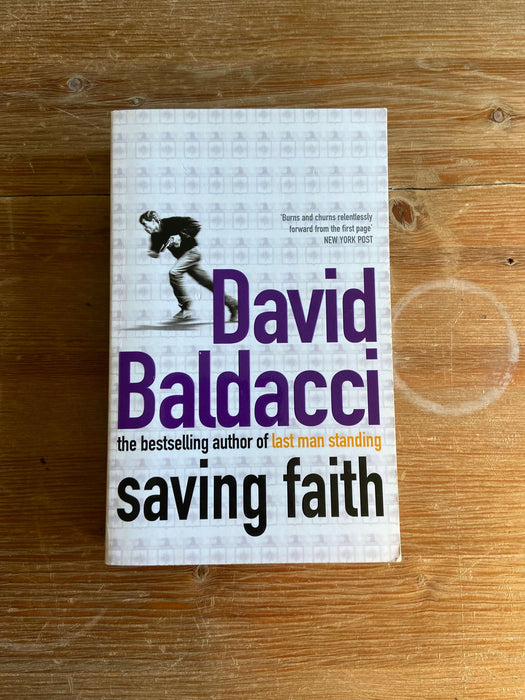 'Burns and churns relentlessly
forward from the first page'
NEW YORK POST
David
Baldacci
the bestselling author of last man standing
saving faith